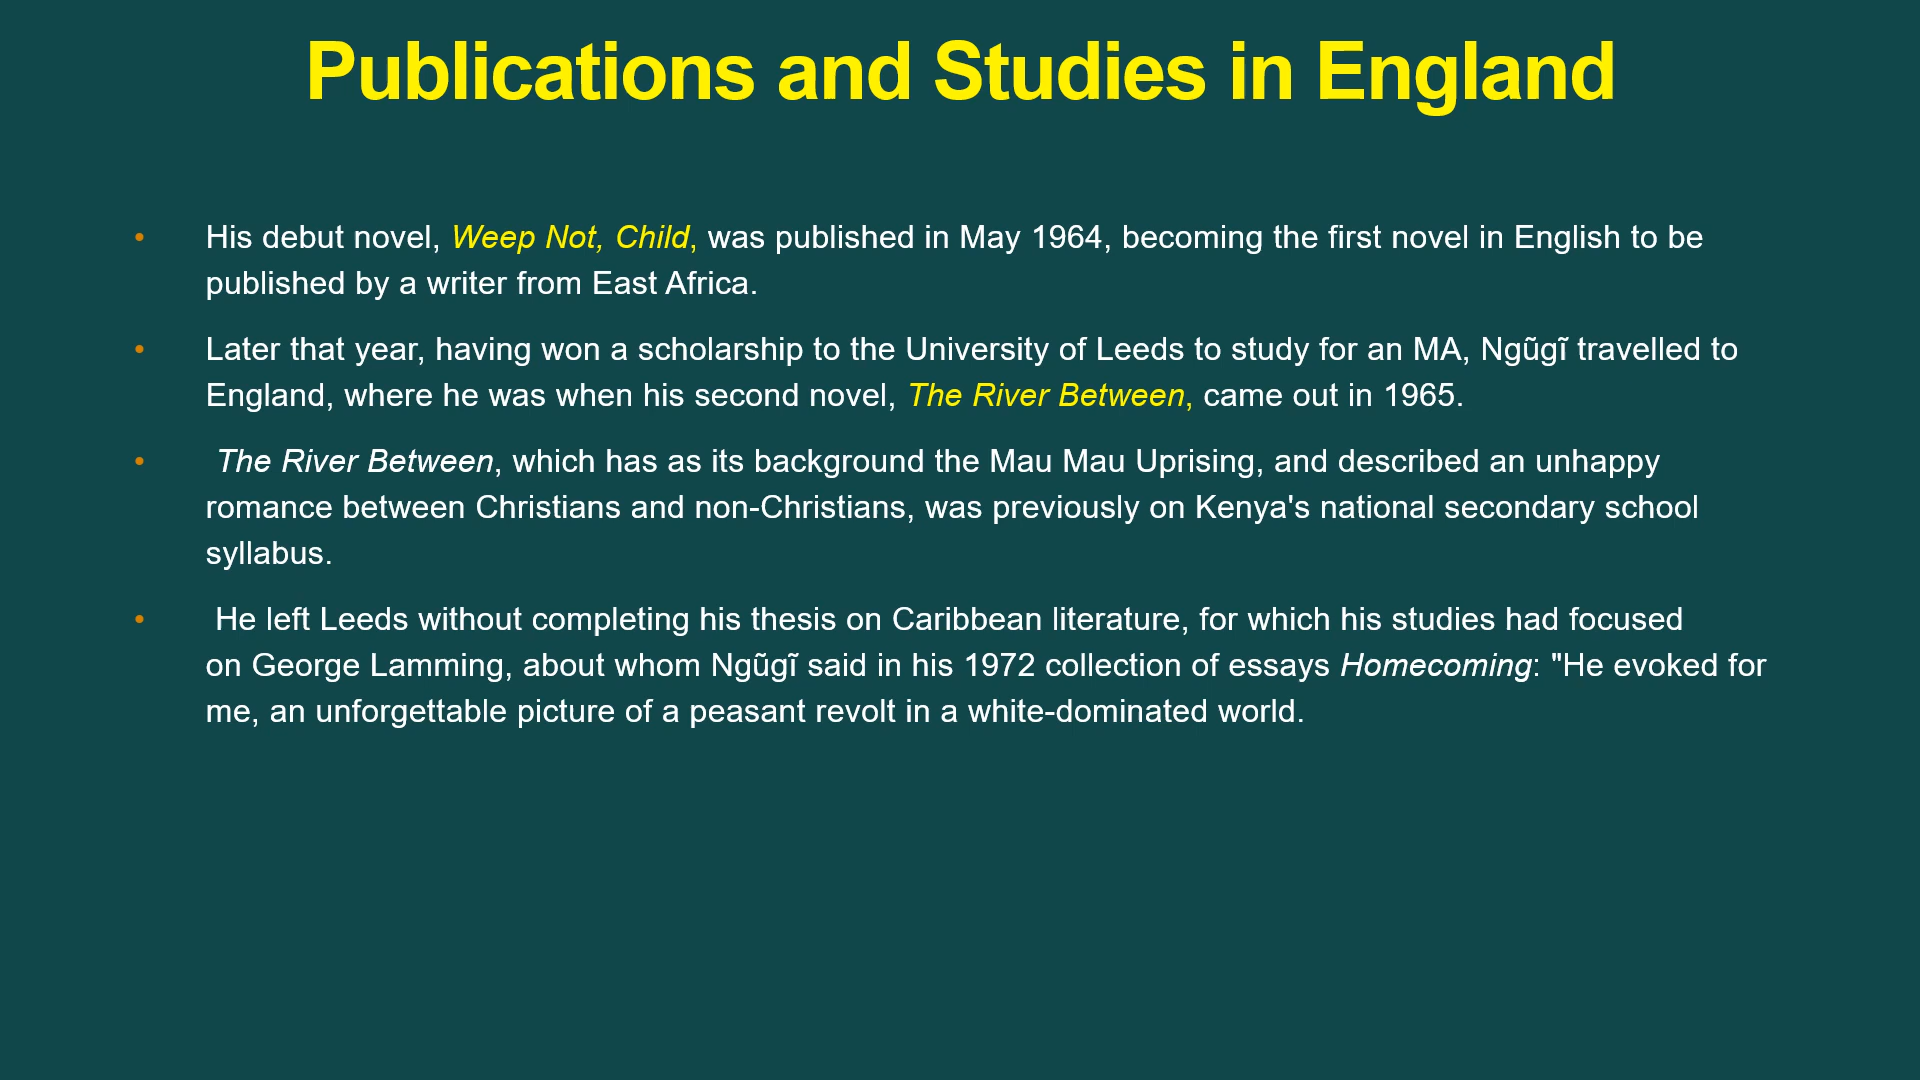 Publications and Studies in England
• His debut novel, Weep Not, Child, was published in May 1964, becoming the first novel in English to be
published by a writer from East Africa.
• Later that year, having won a scholarship to the University of Leeds to study for an MA, Ngũgĩ travelled to
England, where he was when his second novel, The River Between, came out in 1965.
• The River Between, which has as its background the Mau Mau Uprising, and described an unhappy
romance between Christians and non-Christians, was previously on Kenya's national secondary school
syllabus.
• He left Leeds without completing his thesis on Caribbean literature, for which his studies had focused
on George Lamming, about whom Ngũgĩ said in his 1972 collection of essays Homecoming: "He evoked for
me, an unforgettable picture of a peasant revolt in a white-dominated world.